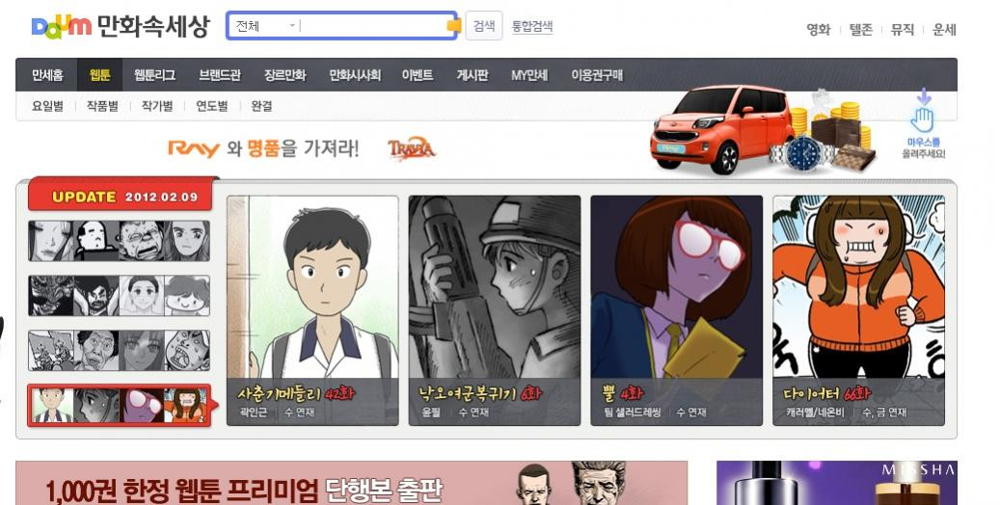 Daum 만화속세상
전체
검색
통합검색
영화 텔존 뮤직 운세
만세홈 웹툰 웹툰리그 브랜드관 장르만화 만화시사회 이벤트 게시판 MY만세 이용권구매
요일별 작품별 작가별 연도별 완결
RAY 와 명품을 가져라!
TRAVIA 2
마우스를
올려주세요!
UPDATE 2012.02.09
사춘기메들리 42화
곽인근 수 연재
낙오여군복귀기 6화
윤필 수 연재
뿔 4화
팀 샐러드레씽 수 연재
다이어터 66화
캐러멜/네온비 수, 금 연재
1,000권 한정 웹툰 프리미엄 단행본 출판
MISSHA